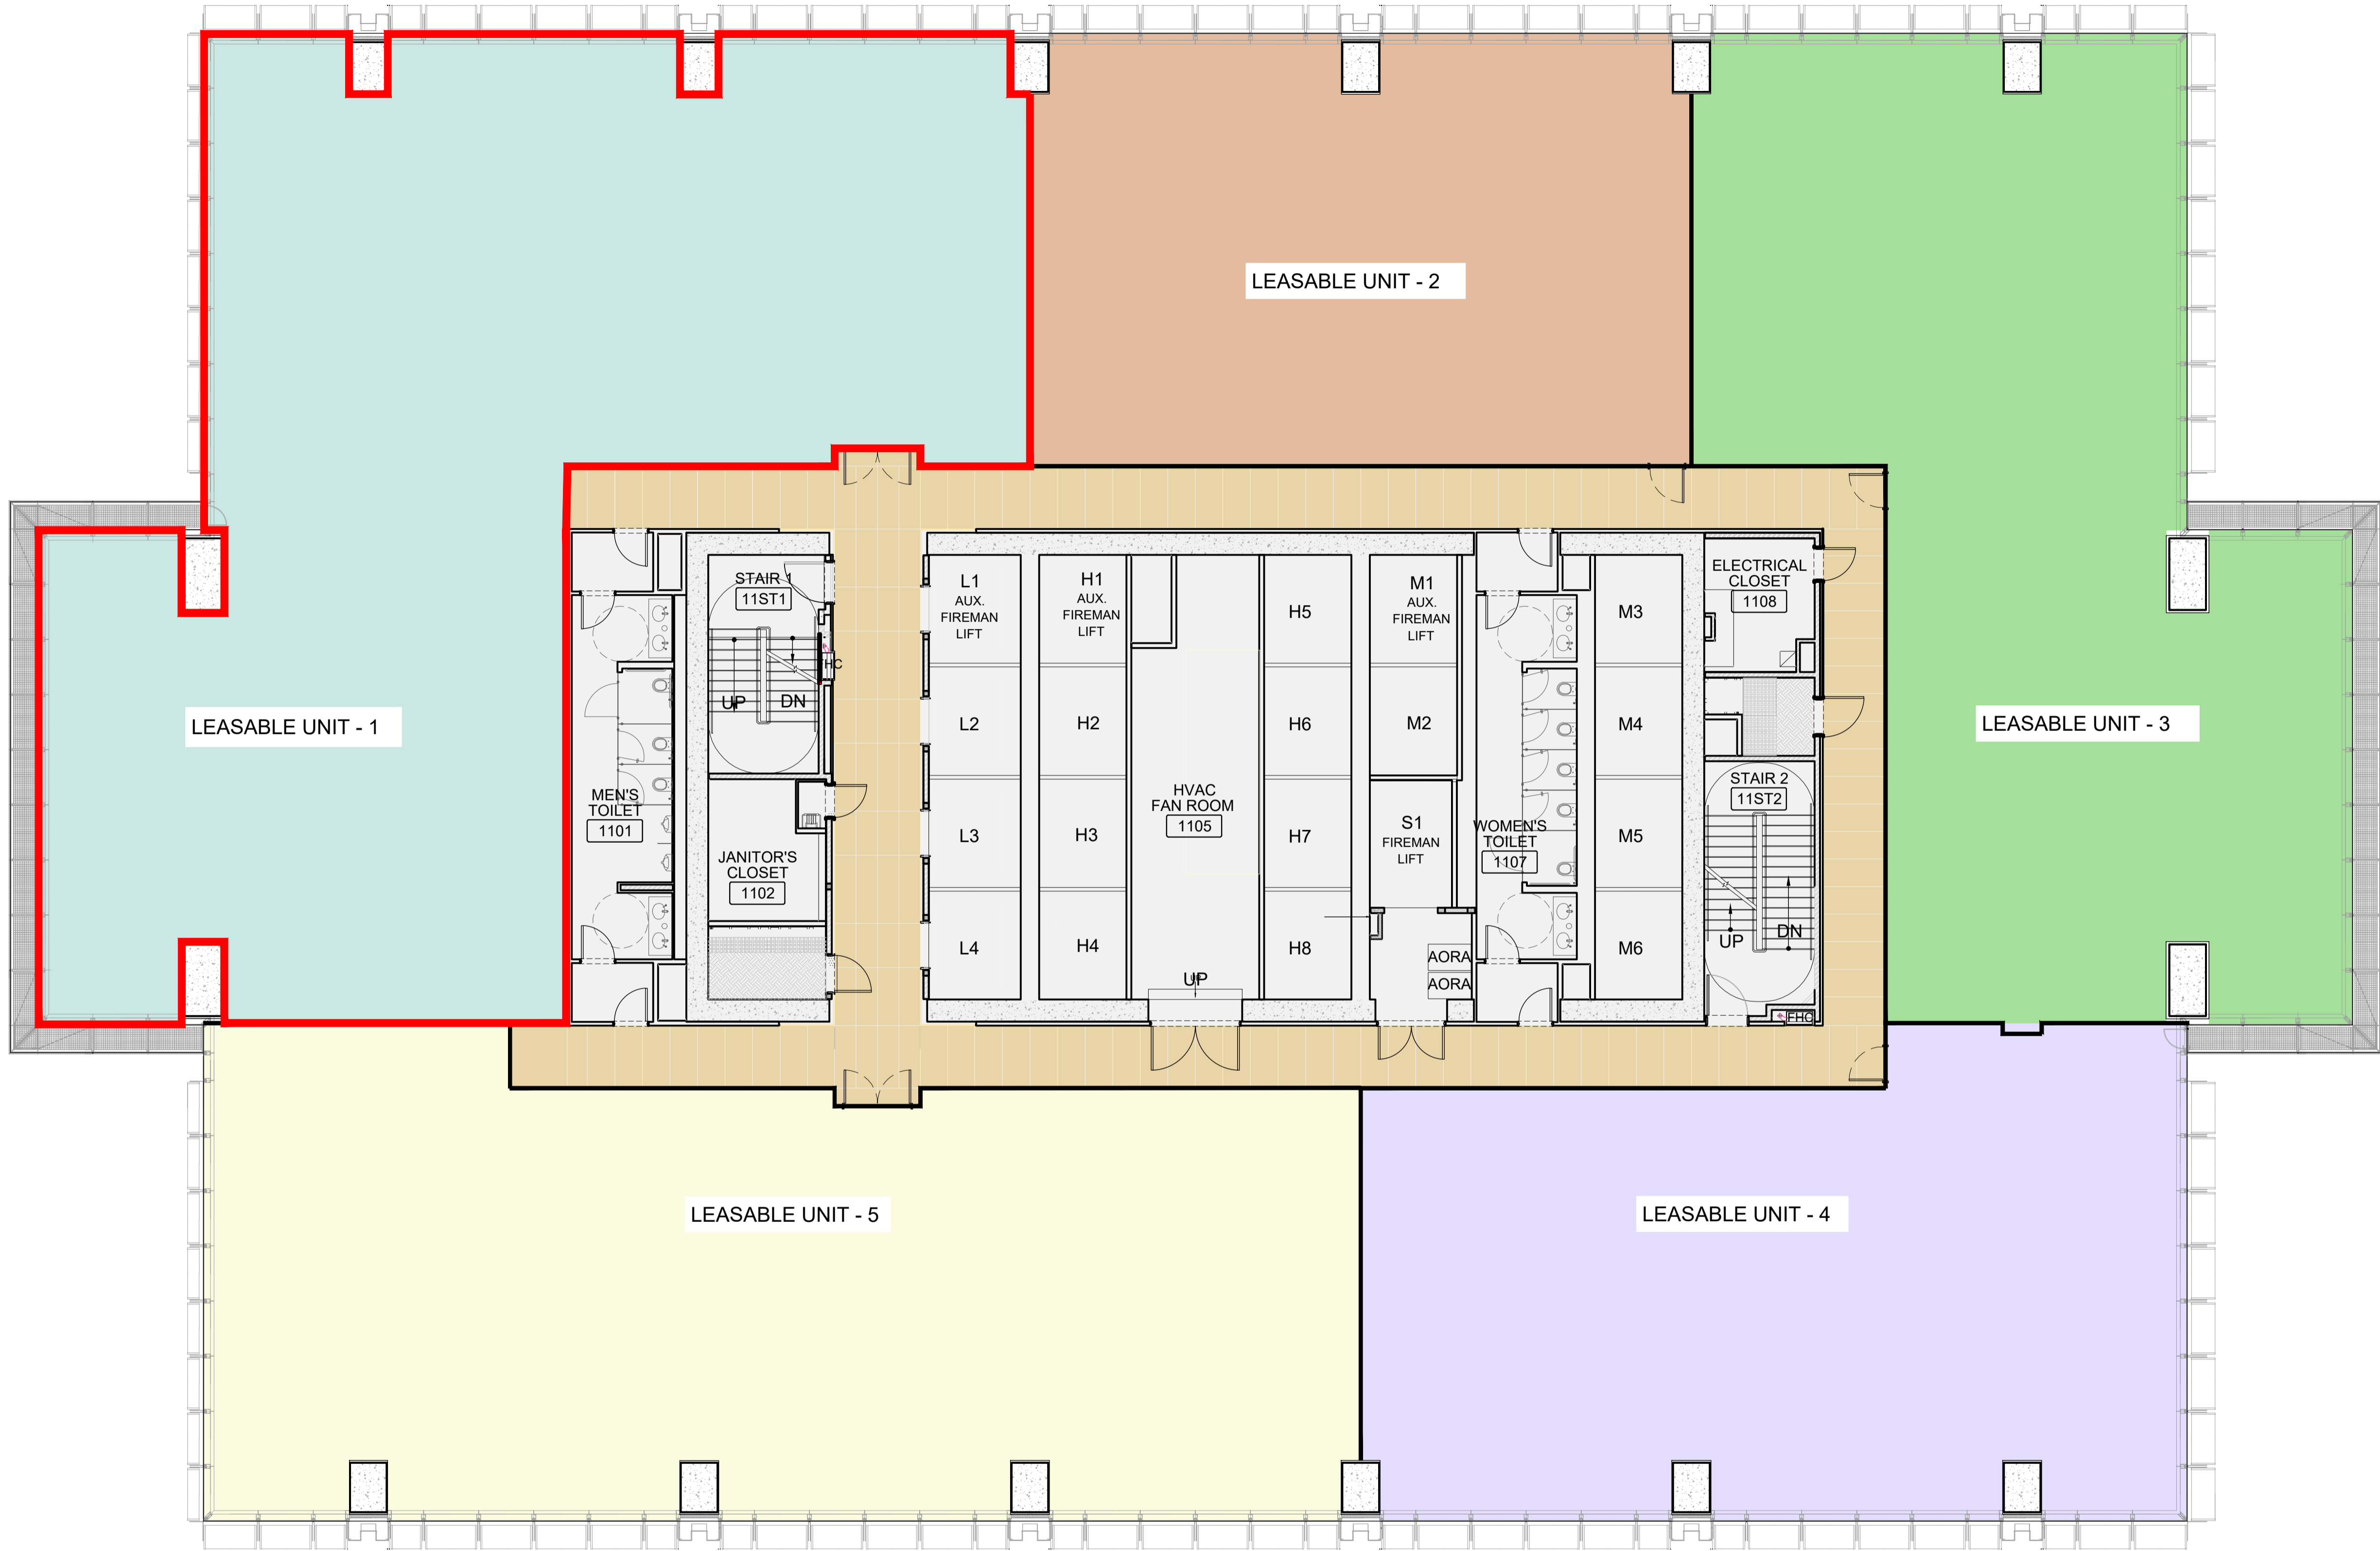 LEASABLE UNIT - 2
LEASABLE UNIT - 1
LEASABLE UNIT - 3
STAIR 1
11ST1
FHC
UP
DN
MEN'S
TOILET
1101
JANITOR'S
CLOSET
1102
L1
AUX.
FIREMAN
LIFT
L2
L3
L4
H1
AUX.
FIREMAN
LIFT
H2
H3
H4
HVAC
FAN ROOM
1105
UP
H5
H6
H7
H8
M1
AUX.
FIREMAN
LIFT
M2
S1
FIREMAN
LIFT
AORA
AORA
WOMEN'S
TOILET
1107
M3
M4
M5
M6
ELECTRICAL
CLOSET
1108
STAIR 2
11ST2
UP
DN
FHC
LEASABLE UNIT - 5
LEASABLE UNIT - 4